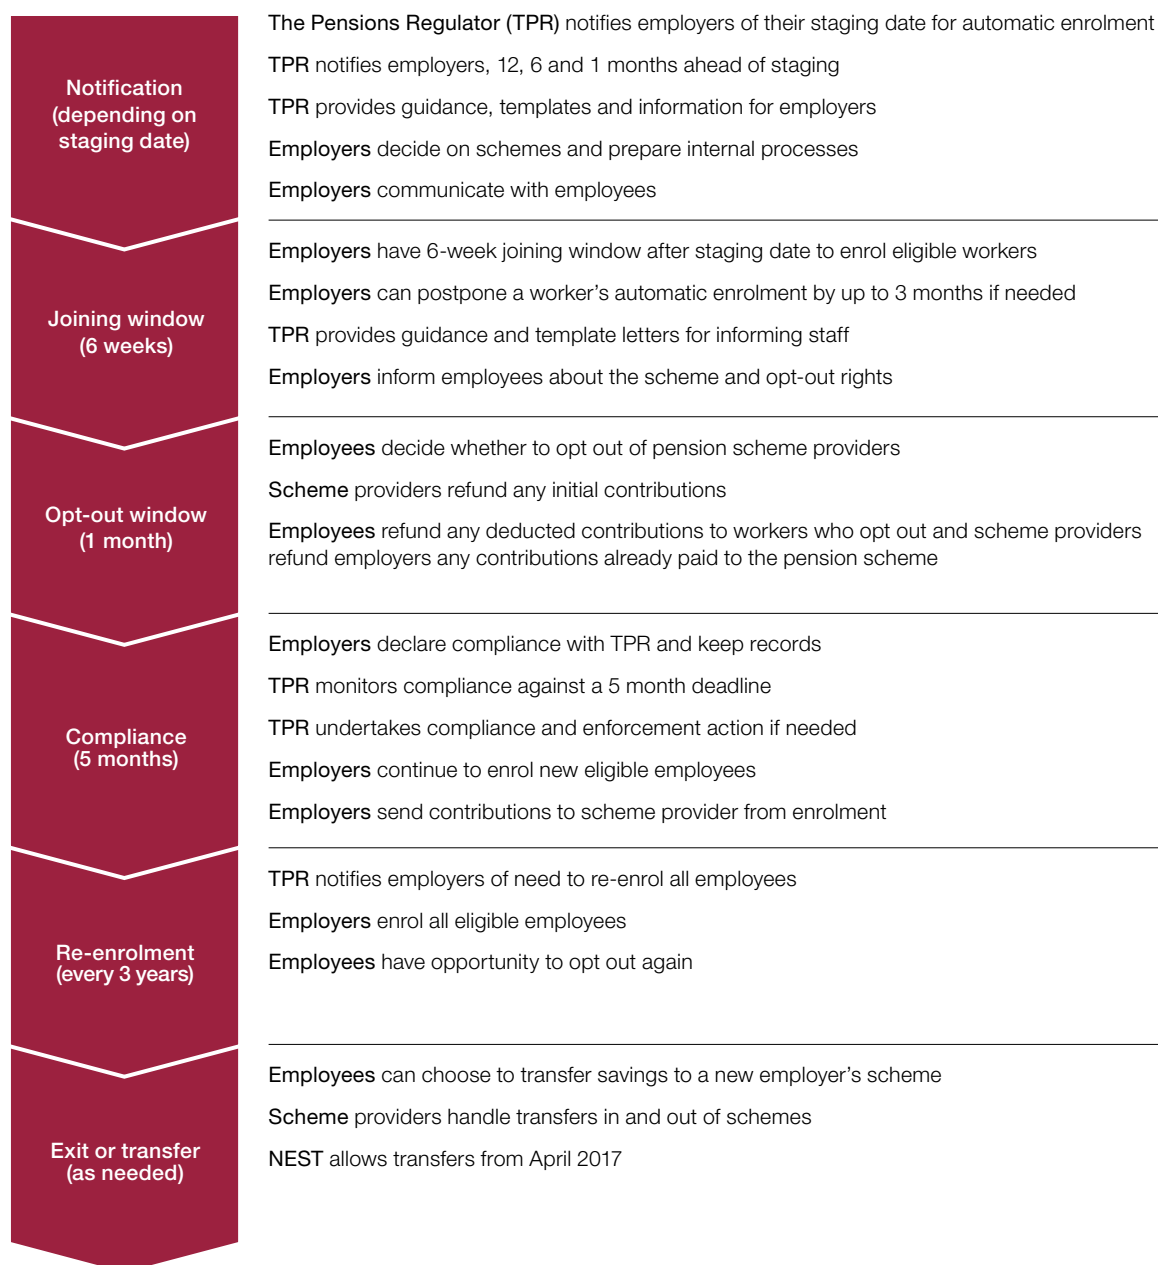 Notification
(depending on
staging date)
The Pensions Regulator (TPR) notifies employers of their staging date for automatic enrolment
TPR notifies employers, 12, 6 and 1 months ahead of staging
TPR provides guidance, templates and information for employers
Employers decide on schemes and prepare internal processes
Employers communicate with employees
Joining window
(6 weeks)
Employers have 6-week joining window after staging date to enrol eligible workers
Employers can postpone a worker's automatic enrolment by up to 3 months if needed
TPR provides guidance and template letters for informing staff
Employers inform employees about the scheme and opt-out rights
Opt-out window
(1 month)
Employees decide whether to opt out of pension scheme providers
Scheme providers refund any initial contributions
Employees refund any deducted contributions to workers who opt out and scheme providers
refund employers any contributions already paid to the pension scheme
Compliance
(5 months)
Employers declare compliance with TPR and keep records
TPR monitors compliance against a 5 month deadline
TPR undertakes compliance and enforcement action if needed
Employers continue to enrol new eligible employees
Employers send contributions to scheme provider from enrolment
Re-enrolment
(every 3 years)
TPR notifies employers of need to re-enrol all employees
Employers enrol all eligible employees
Employees have opportunity to opt out again
Exit or transfer
(as needed)
Employees can choose to transfer savings to a new employer's scheme
Scheme providers handle transfers in and out of schemes
NEST allows transfers from April 2017